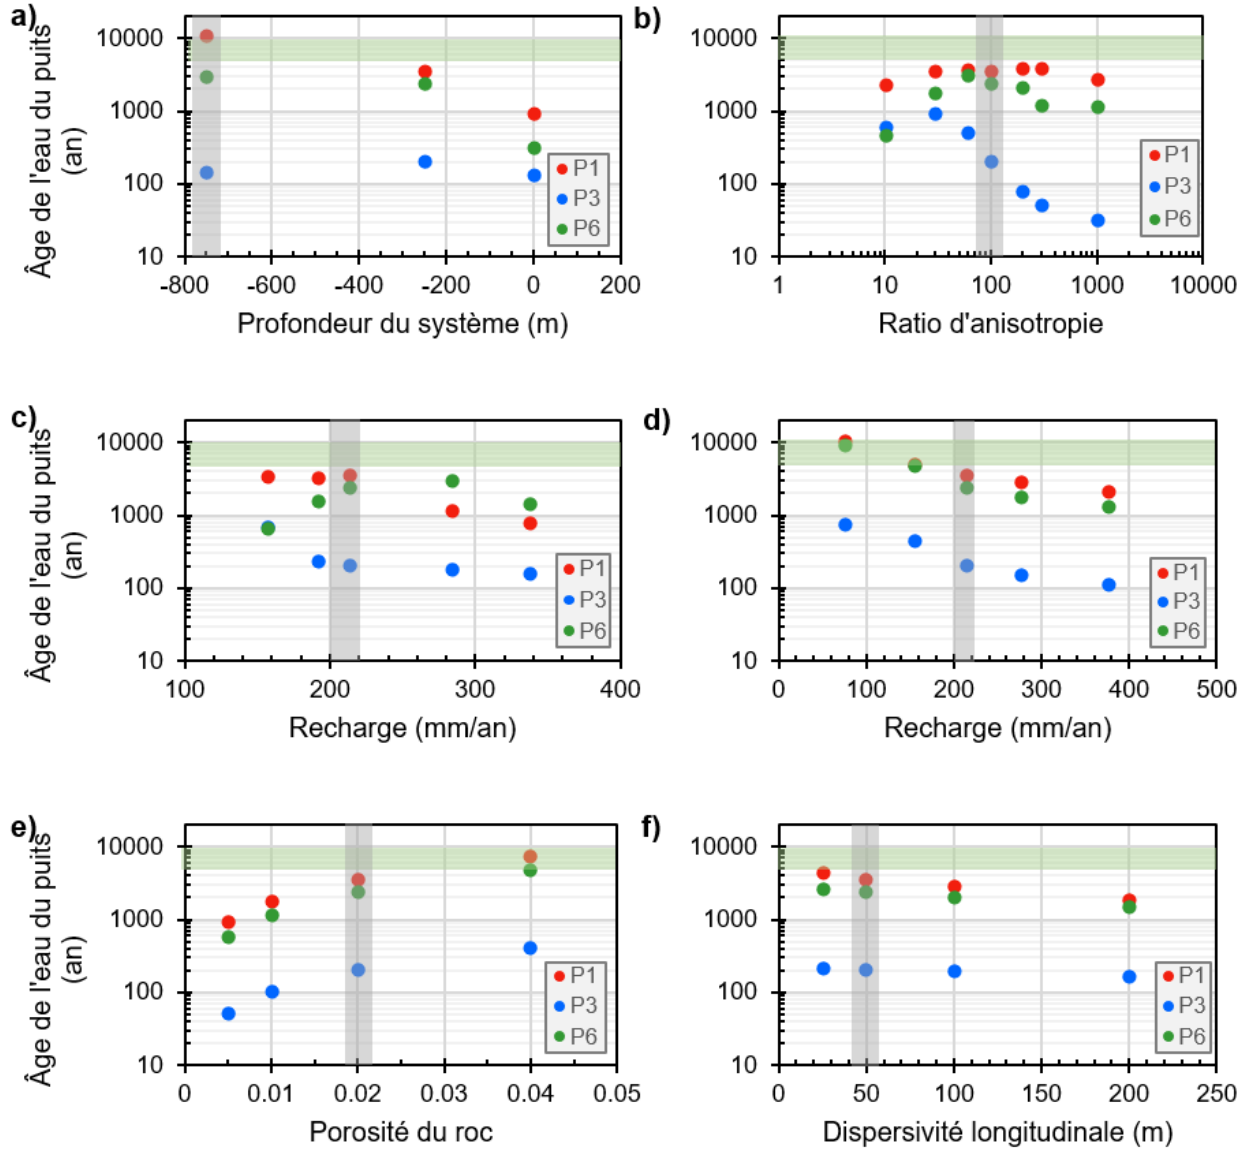 a)
Âge de l'eau du puits
(an)
10000
1000
100
10
-800
-600
-400
-200
0
200
Profondeur du système (m)
P1
P3
P6
b)
10000
1000
100
10
1
10
100
1000
10000
Ratio d'anisotropie
P1
P3
P6
c)
Âge de l'eau du puits
(an)
10000
1000
100
10
100
200
300
400
Recharge (mm/an)
P1
P3
P6
d)
10000
1000
100
10
0
100
200
300
400
500
Recharge (mm/an)
P1
P3
P6
e)
Âge de l'eau du puits
(an)
10000
1000
100
10
0
0.01
0.02
0.03
0.04
0.05
Porosité du roc
P1
P3
P6
f)
10000
1000
100
10
0
50
100
150
200
250
Dispersivité longitudinale (m)
P1
P3
P6